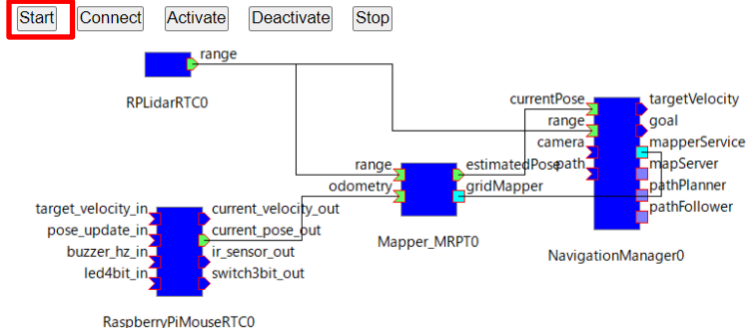 Start Connect Activate Deactivate Stop
range
RPLidarRTC0
currentPose targetVelocity
range goal
camera mapperService
path mapServer
pathPlanner
pathFollower
NavigationManager0
range estimatedPose
odometry gridMapper
Mapper_MRPT0
target_velocity_in current_velocity_out
pose_update_in current_pose_out
buzzer_hz_in ir_sensor_out
led4bit_in switch3bit_out
RaspberryPiMouseRTC0